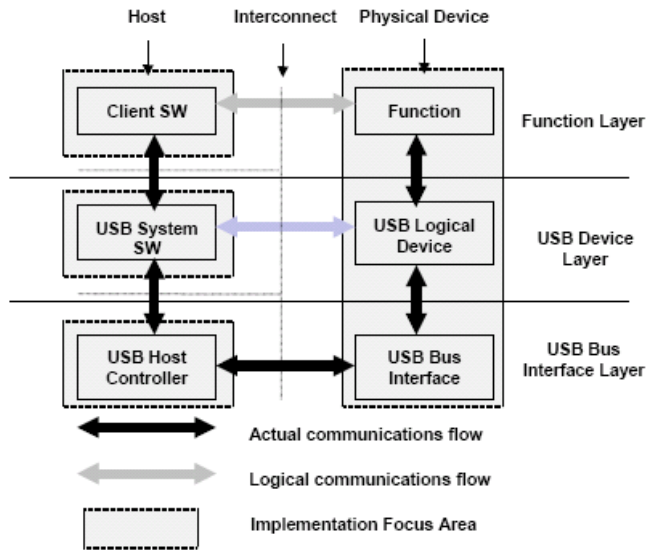 Host
Interconnect
Physical Device
Client SW
Function
Function Layer
USB System
SW
USB Logical
Device
USB Device
Layer
USB Host
Controller
USB Bus
Interface
USB Bus
Interface Layer
Actual communications flow
Logical communications flow
Implementation Focus Area